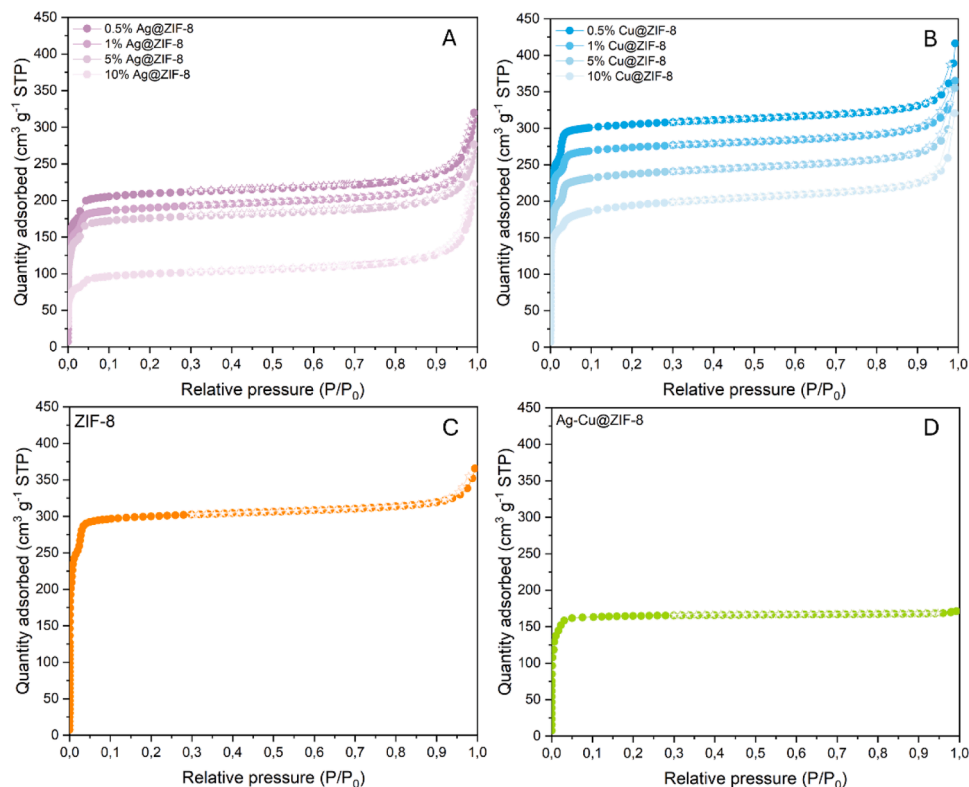 A
0.5% Ag@ZIF-8
1% Ag@ZIF-8
5% Ag@ZIF-8
10% Ag@ZIF-8
Quantity adsorbed (cm³ g⁻¹ STP)
450
400
350
300
250
200
150
100
50
0
0,0 0,1 0,2 0,3 0,4 0,5 0,6 0,7 0,8 0,9 1,0
Relative pressure (P/P₀)
B
0.5% Cu@ZIF-8
1% Cu@ZIF-8
5% Cu@ZIF-8
10% Cu@ZIF-8
Quantity adsorbed (cm³ g⁻¹ STP)
450
400
350
300
250
200
150
100
50
0
0,0 0,1 0,2 0,3 0,4 0,5 0,6 0,7 0,8 0,9 1,0
Relative pressure (P/P₀)
ZIF-8
C
Quantity adsorbed (cm³ g⁻¹ STP)
450
400
350
300
250
200
150
100
50
0
0,0 0,1 0,2 0,3 0,4 0,5 0,6 0,7 0,8 0,9 1,0
Relative pressure (P/P₀)
Ag-Cu@ZIF-8
D
Quantity adsorbed (cm³ g⁻¹ STP)
450
400
350
300
250
200
150
100
50
0
0,0 0,1 0,2 0,3 0,4 0,5 0,6 0,7 0,8 0,9 1,0
Relative pressure (P/P₀)